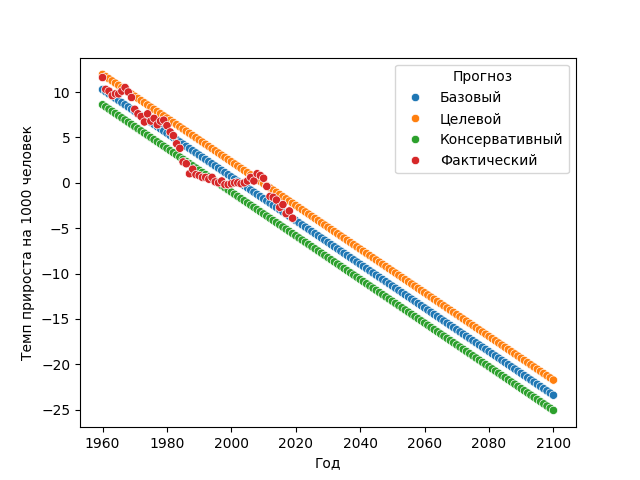 Прогноз
Базовый
Целевой
Консервативный
Фактический
10
5
0
−5
−10
−15
−20
−25
Темп прироста на 1000 человек
1960 1980 2000 2020 2040 2060 2080 2100
Год